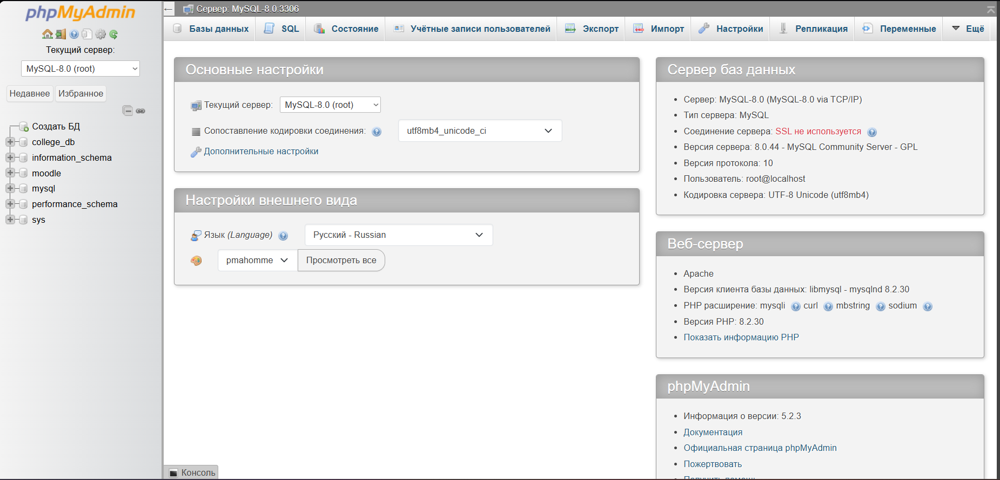 phpMyAdmin
Текущий сервер:
MySQL-8.0 (root)
Недавнее Избранное
Создать БД
college_db
information_schema
moodle
mysql
performance_schema
sys
Сервер: MySQL-8.0:3306
Базы данных SQL Состояние Учётные записи пользователей Экспорт Импорт Настройки Репликация Переменные Ещё
Основные настройки
Текущий сервер: MySQL-8.0 (root)
Сопоставление кодировки соединения: utf8mb4_unicode_ci
Дополнительные настройки
Настройки внешнего вида
Язык (Language) Русский - Russian
pmahomme Просмотреть все
Сервер баз данных
Сервер: MySQL-8.0 (MySQL-8.0 via TCP/IP)
Тип сервера: MySQL
Соединение сервера: SSL не используется
Версия сервера: 8.0.44 - MySQL Community Server - GPL
Версия протокола: 10
Пользователь: root@localhost
Кодировка сервера: UTF-8 Unicode (utf8mb4)
Веб-сервер
Apache
Версия клиента базы данных: libmysql - mysqlnd 8.2.30
PHP расширение: mysqli curl mbstring sodium
Версия PHP: 8.2.30
Показать информацию PHP
phpMyAdmin
Информация о версии: 5.2.3
Документация
Официальная страница phpMyAdmin
Пожертвовать
Консоль